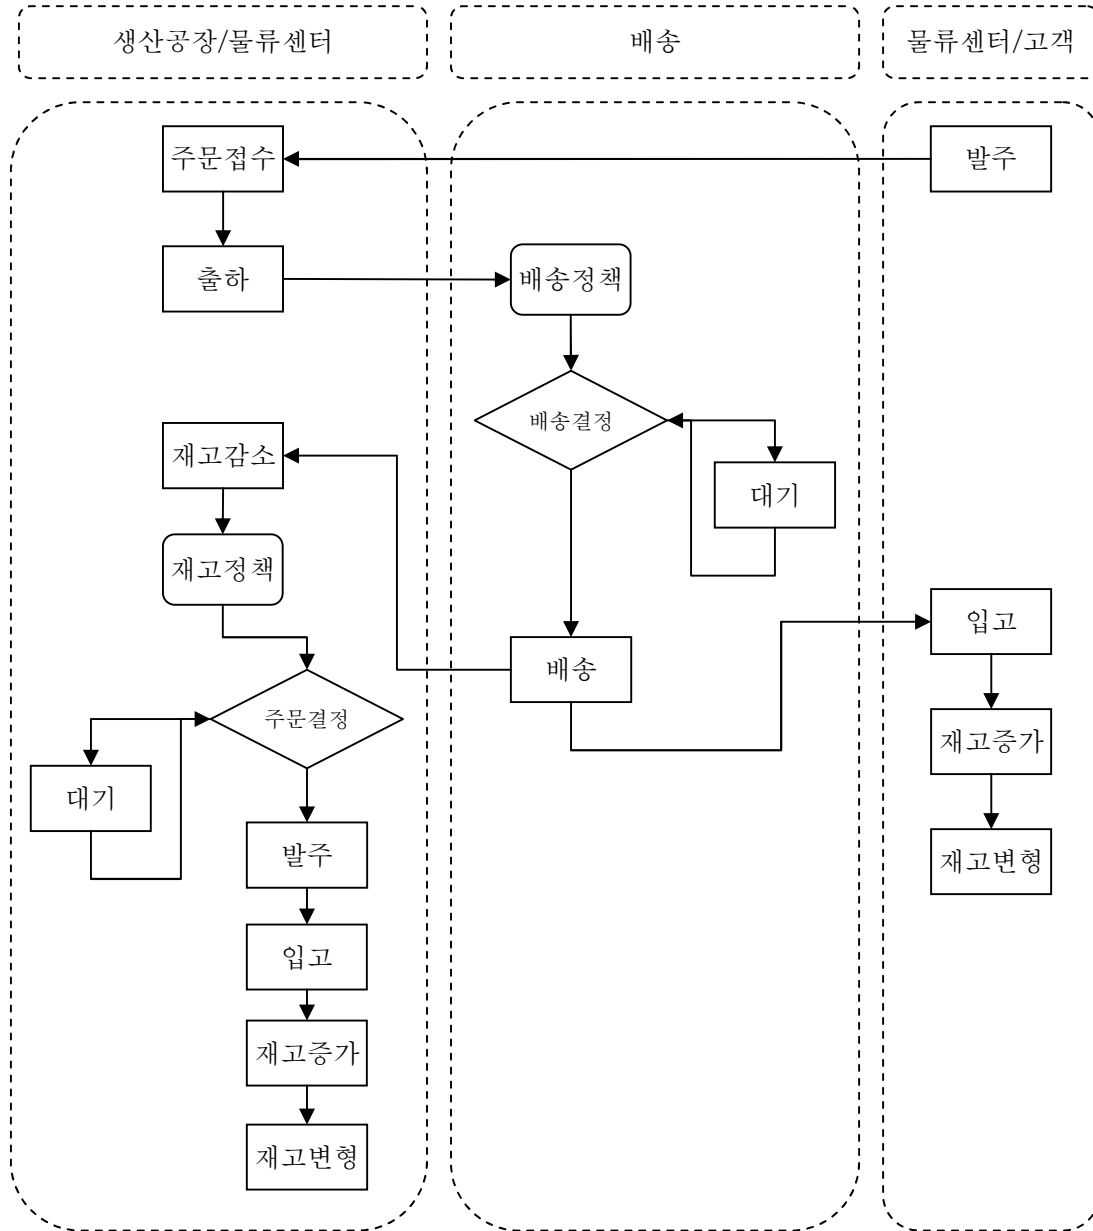 생산공장/물류센터
배송
물류센터/고객
주문접수
발주
출하
배송정책
배송결정
재고감소
대기
재고정책
입고
배송
주문결정
재고증가
대기
발주
재고변형
입고
재고증가
재고변형